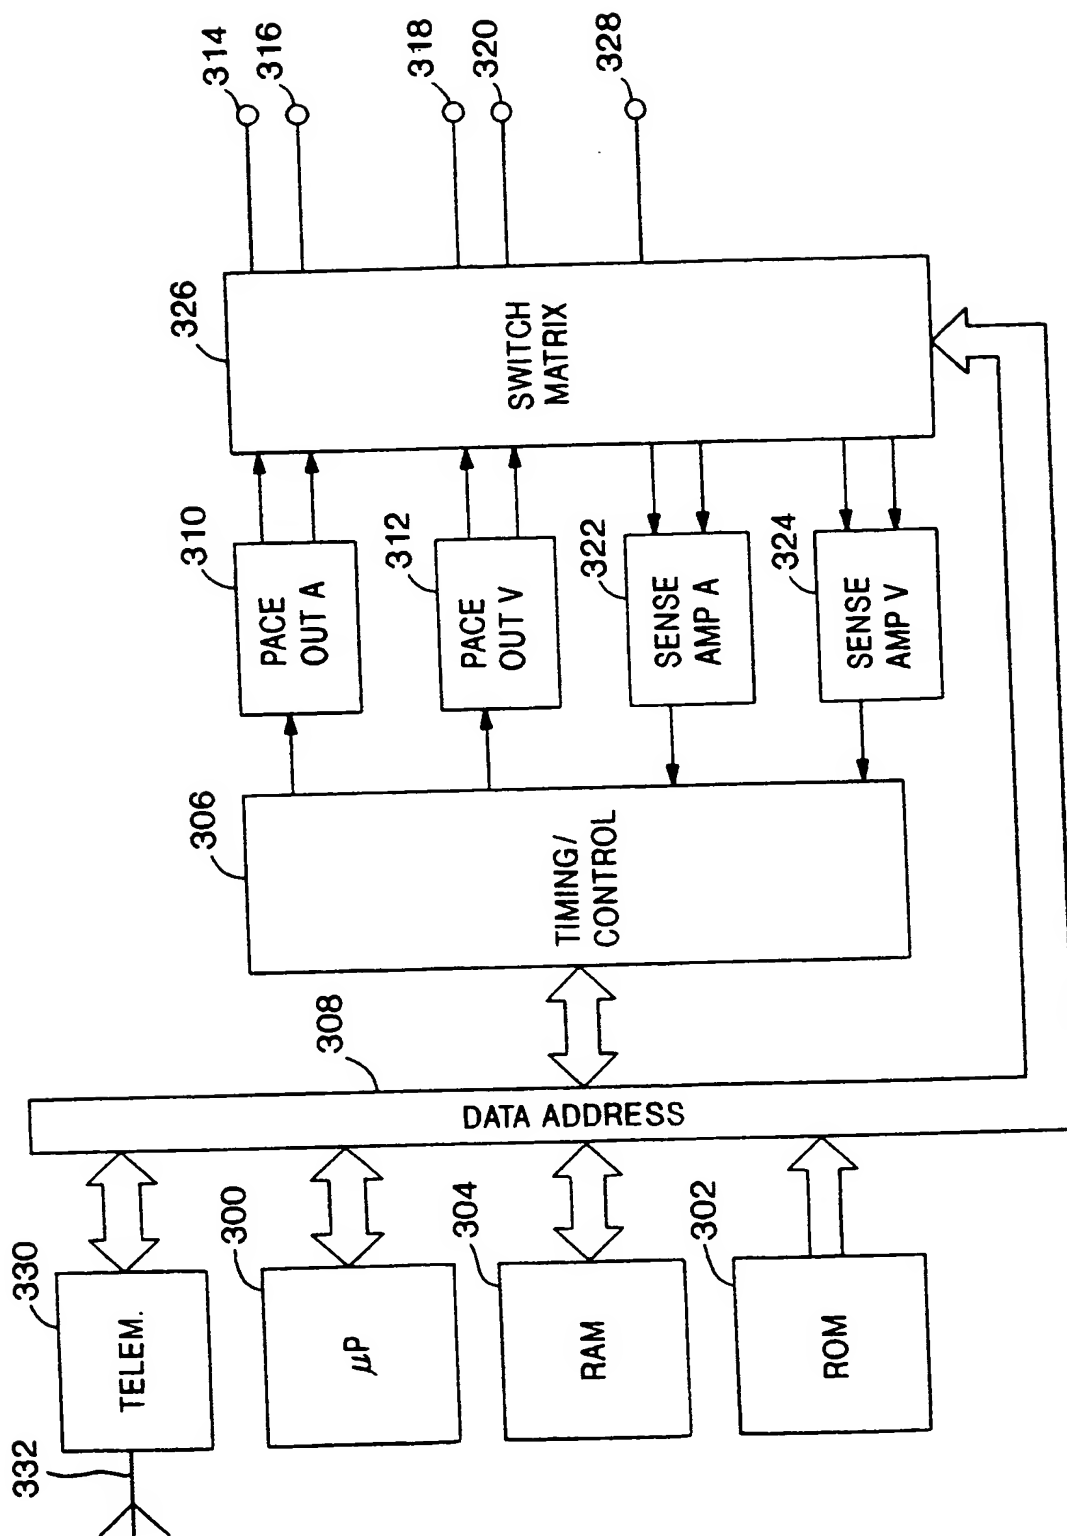 332
330
TELEM.
300
μP
304
RAM
302
ROM
308
DATA ADDRESS
306
TIMING/
CONTROL
310
PACE
OUT A
312
PACE
OUT V
322
SENSE
AMP A
324
SENSE
AMP V
326
SWITCH
MATRIX
314
316
318
320
328